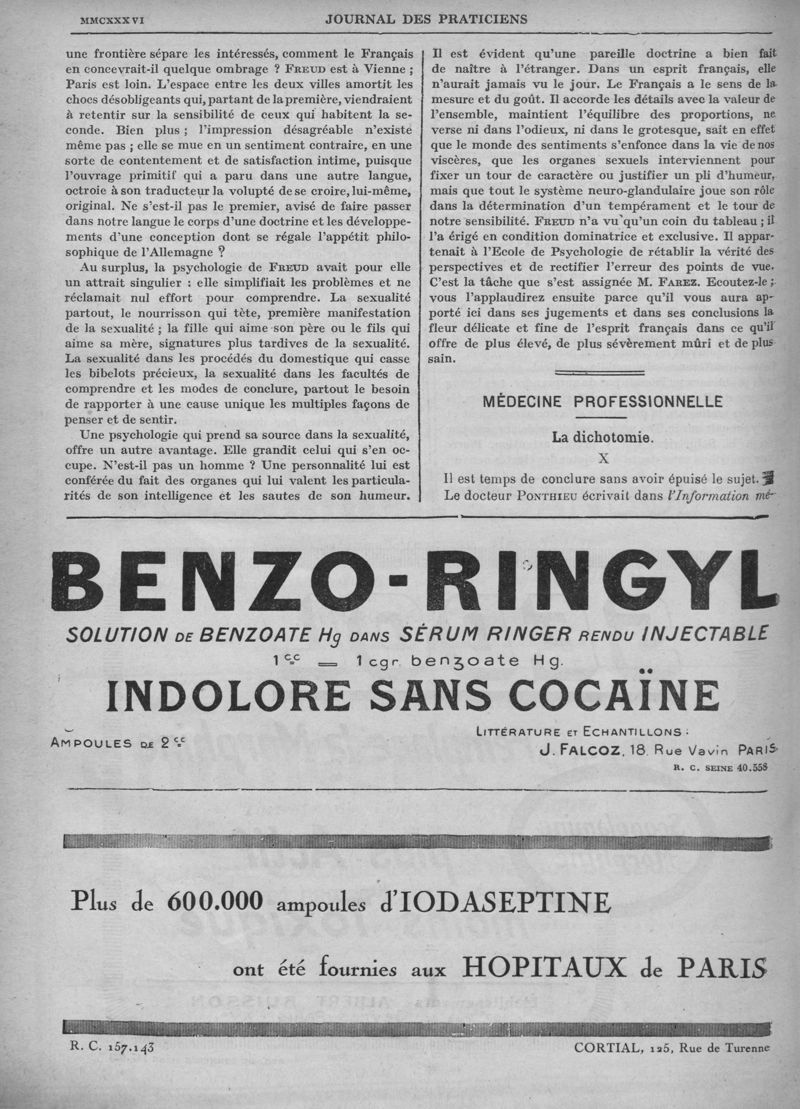 MMCXXXVI
JOURNAL DES PRATICIENS
une frontière sépare les intéressés, comment le Français
en concevrait-il quelque ombrage ? FREUD est à Vienne ;
Paris est loin. L'espace entre les deux villes amortit les
chocs désobligeants qui, partant de la première, viendraient
à retentir sur la sensibilité de ceux qui habitent la se-
conde. Bien plus ; l'impression désagréable n'existe
même pas ; elle se mue en un sentiment contraire, en une
sorte de contentement et de satisfaction intime, puisque
l'ouvrage primitif qui a paru dans une autre langue,
octroie à son traducteur la volupté de se croire, lui-même,
original. Ne s'est-il pas le premier, avisé de faire passer
dans notre langue le corps d'une doctrine et les développe-
ments d'une conception dont se régale l'appétit philo-
sophique de l'Allemagne ?
Au surplus, la psychologie de FREUD avait pour elle
un attrait singulier : elle simplifiait les problèmes et ne
réclamait nul effort pour comprendre. La sexualité
partout, le nourrisson qui tète, première manifestation
de la sexualité ; la fille qui aime son père ou le fils qui
aime sa mère, signatures plus tardives de la sexualité.
La sexualité dans les procédés du domestique qui casse
les bibelots précieux, la sexualité dans les facultés de
comprendre et les modes de conclure, partout le besoin
de rapporter à une cause unique les multiples façons de
penser et de sentir.
Une psychologie qui prend sa source dans la sexualité,
offre un autre avantage. Elle grandit celui qui s'en oc-
cupe. N'est-il pas un homme ? Une personnalité lui est
conférée du fait des organes qui lui valent les particula-
rités de son intelligence et les sautes de son humeur.
Il est évident qu'une pareille doctrine a bien fait
de naître à l'étranger. Dans un esprit français, elle
n'aurait jamais vu le jour. Le Français a le sens de la
mesure et du goût. Il accorde les détails avec la valeur de
l'ensemble, maintient l'équilibre des proportions, ne
verse ni dans l'odieux, ni dans le grotesque, sait en effet
que le monde des sentiments s'enfonce dans la vie de nos
viscères, que les organes sexuels interviennent pour
fixer un tour de caractère ou justifier un pli d'humeur,
mais que tout le système neuro-glandulaire joue son rôle
dans la détermination d'un tempérament et le tour de
notre sensibilité. FREUD n'a vu qu'un coin du tableau ; il
l'a érigé en condition dominatrice et exclusive. Il appar-
tenait à l'Ecole de Psychologie de rétablir la vérité des
perspectives et de rectifier l'erreur des points de vue.
C'est la tâche que s'est assignée M. FAREZ. Ecoutez-le ;
vous l'applaudirez ensuite parce qu'il vous aura ap-
porté ici dans ses jugements et dans ses conclusions la
fleur délicate et fine de l'esprit français dans ce qu'il
offre de plus élevé, de plus sévèrement mûri et de plus
sain.
MÉDECINE PROFESSIONNELLE
La dichotomie.
X
Il est temps de conclure sans avoir épuisé le sujet.
Le docteur PONTHIEU écrivait dans l'Information mé-
BENZO-RINGYL
SOLUTION DE BENZOATE Hg DANS SÉRUM RINGER RENDU INJECTABLE
1 cc = 1 cgr. benzoate Hg.
INDOLORE SANS COCAÏNE
AMPOULES DE 2 cc
LITTÉRATURE ET ECHANTILLONS :
J. FALCOZ, 18, Rue Vavin PARIS
R. C. SEINE 40.558
Plus de 600.000 ampoules d'IODASEPTINE
ont été fournies aux HOPITAUX de PARIS
R. C. 157.143
CORTIAL, 125, Rue de Turenne